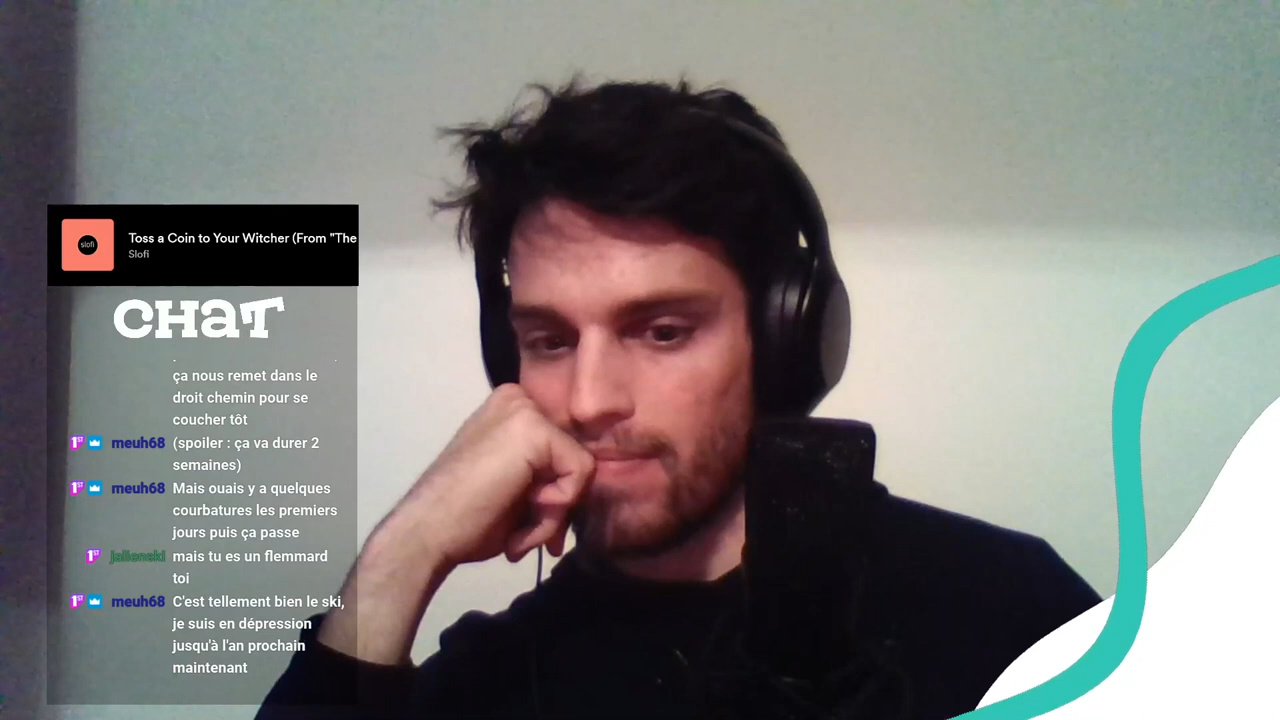 Toss a Coin to Your Witcher (From "The
slofi
Slofi
CHAT
ça nous remet dans le
droit chemin pour se
coucher tôt
meuh68 (spoiler : ça va durer 2
semaines)
meuh68 Mais ouais y a quelques
courbatures les premiers
jours puis ça passe
jalienski mais tu es un flemmard
toi
meuh68 C'est tellement bien le ski,
je suis en dépression
jusqu'à l'an prochain
maintenant